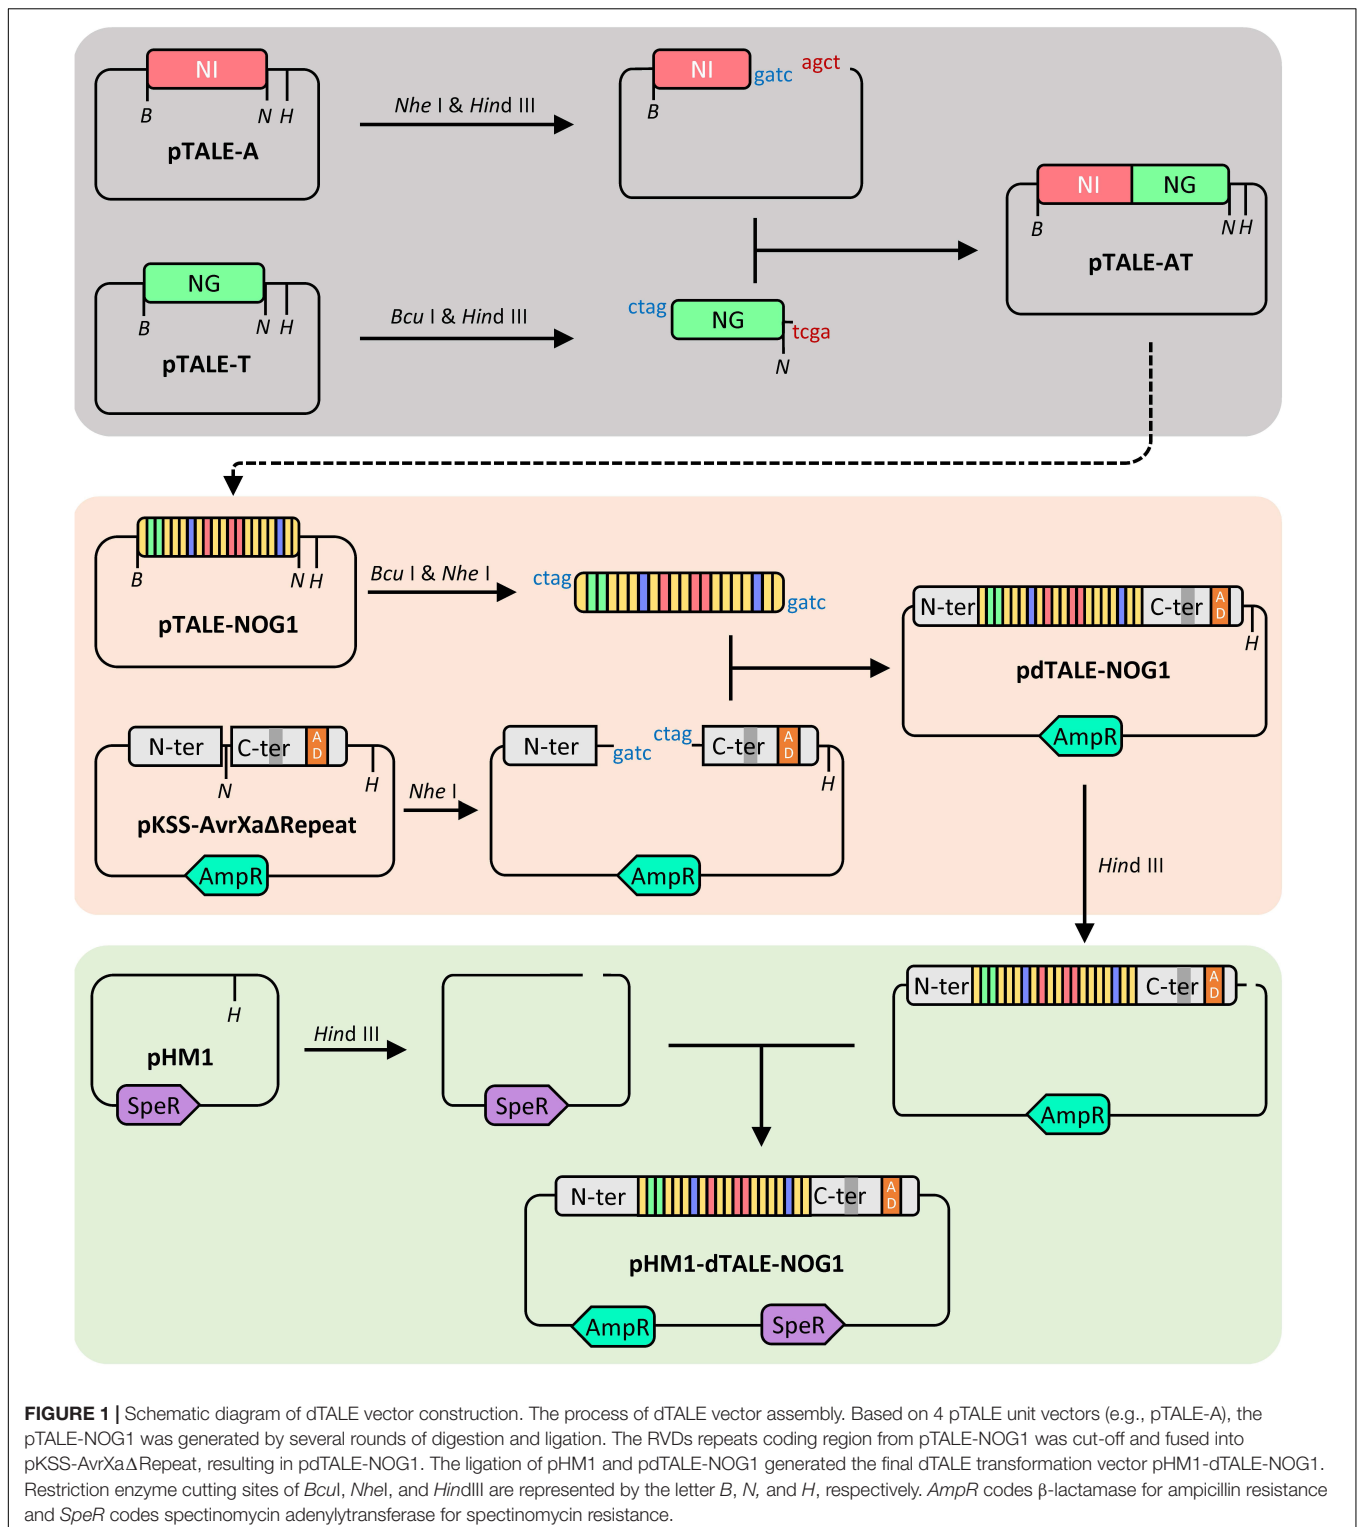 NI
B
N H
pTALE-A
Nhe I & Hind III
NI
gatc
agct
B
NI NG
B
N H
pTALE-AT
NG
B
N H
pTALE-T
Bcu I & Hind III
ctag
NG
tcga
N
B
N H
pTALE-NOG1
Bcu I & Nhe I
ctag
gatc
N-ter C-ter AD
H
pdTALE-NOG1
AmpR
N-ter C-ter AD
N
H
pKSS-AvrXaΔRepeat
AmpR
Nhe I
N-ter
gatc
ctag
C-ter AD
H
AmpR
Hind III
H
pHM1
SpeR
Hind III
SpeR
N-ter C-ter AD
AmpR
N-ter C-ter AD
pHM1-dTALE-NOG1
AmpR
SpeR
FIGURE 1 | Schematic diagram of dTALE vector construction. The process of dTALE vector assembly. Based on 4 pTALE unit vectors (e.g., pTALE-A), the
pTALE-NOG1 was generated by several rounds of digestion and ligation. The RVDs repeats coding region from pTALE-NOG1 was cut-off and fused into
pKSS-AvrXaΔRepeat, resulting in pdTALE-NOG1. The ligation of pHM1 and pdTALE-NOG1 generated the final dTALE transformation vector pHM1-dTALE-NOG1.
Restriction enzyme cutting sites of BcuI, NheI, and HindIII are represented by the letter B, N, and H, respectively. AmpR codes β-lactamase for ampicillin resistance
and SpeR codes spectinomycin adenylytransferase for spectinomycin resistance.